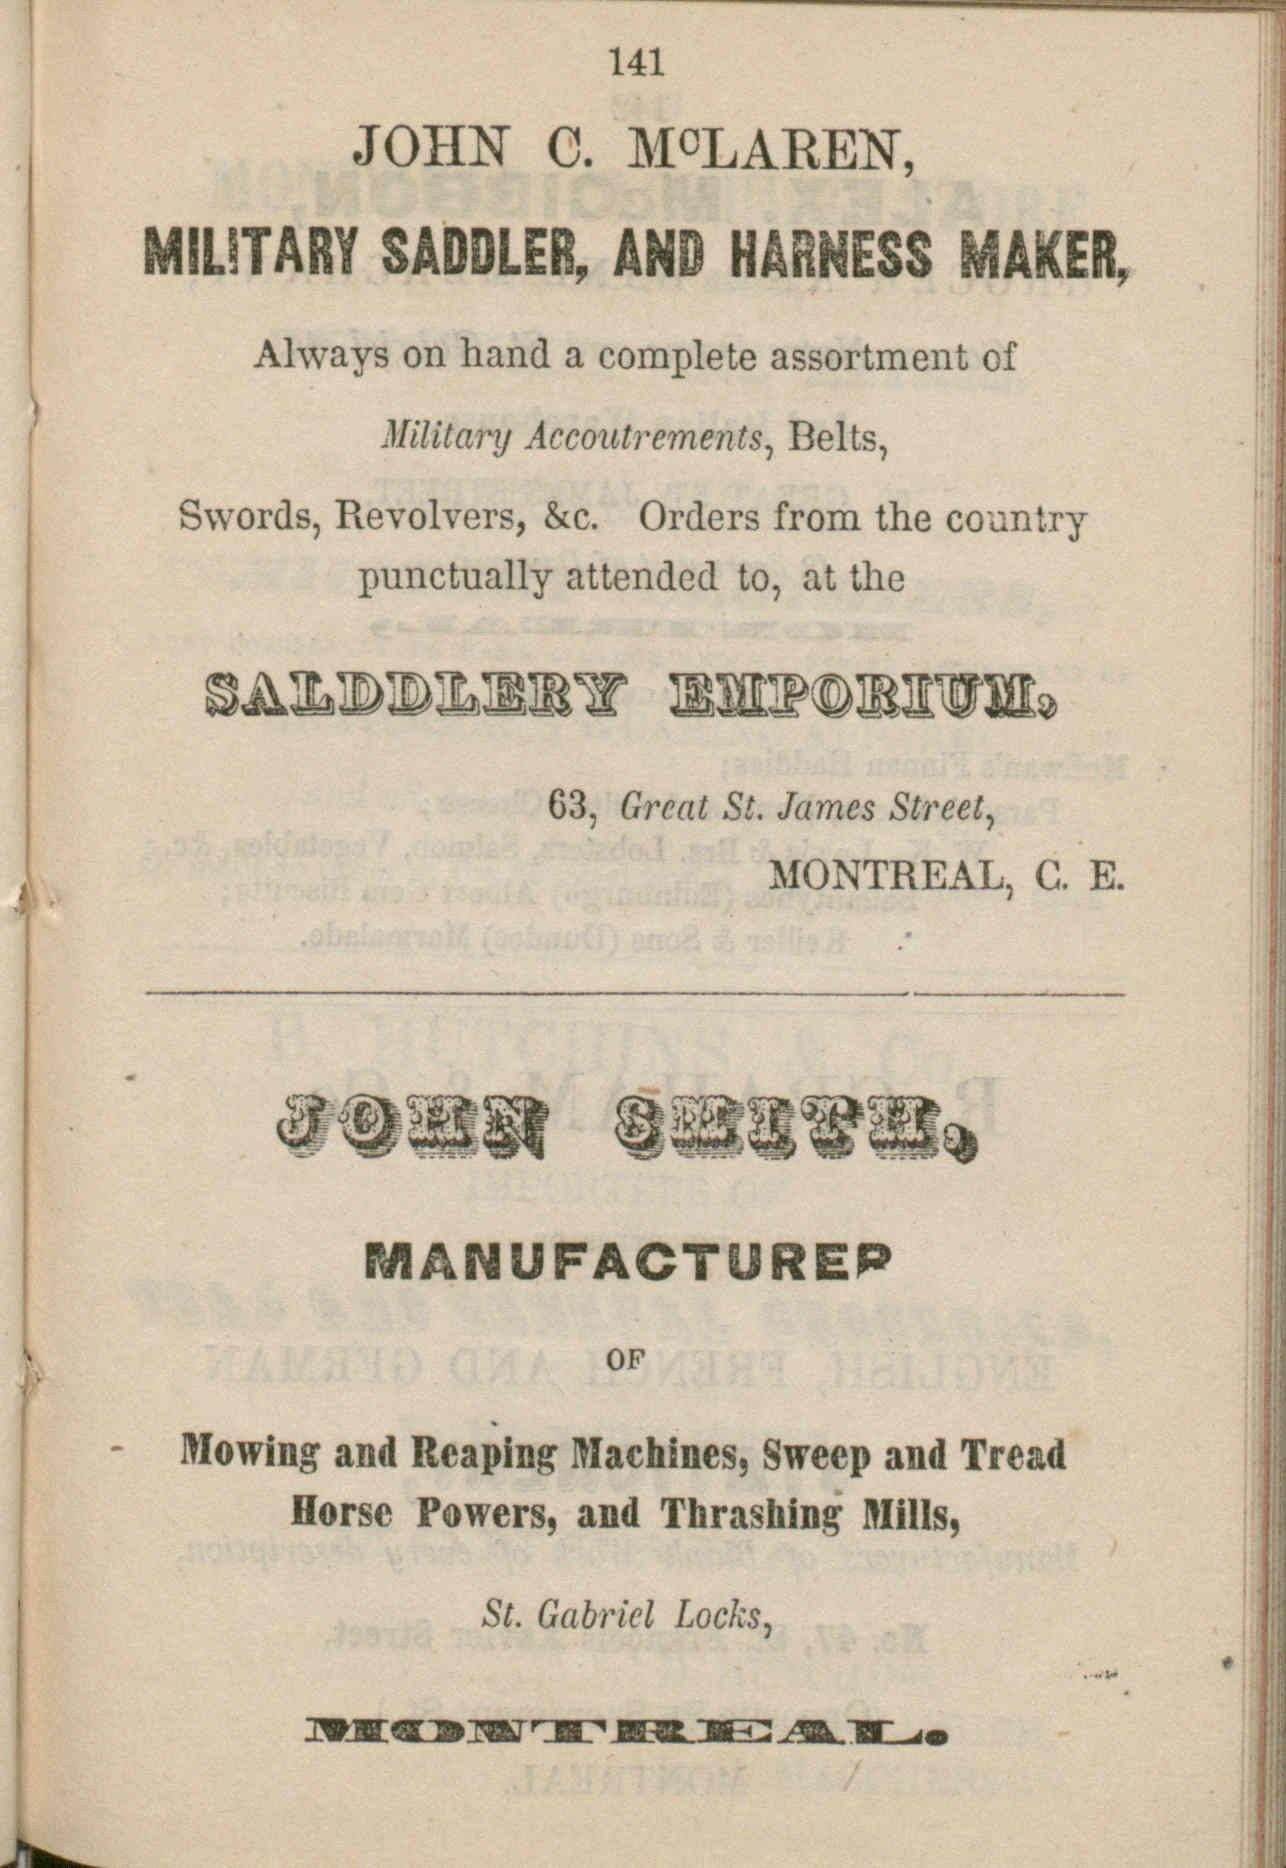 141
JOHN C. McLAREN,
MILITARY SADDLER, AND HARNESS MAKER,
Always on hand a complete assortment of
Military Accoutrements, Belts,
Swords, Revolvers, &c. Orders from the country
punctually attended to, at the
SALDDLERY EMPORIUM,
63, Great St. James Street,
MONTREAL, C. E.
JOHN SMITH,
MANUFACTURER
OF
Mowing and Reaping Machines, Sweep and Tread
Horse Powers, and Thrashing Mills,
St. Gabriel Locks,
MONTREAL.